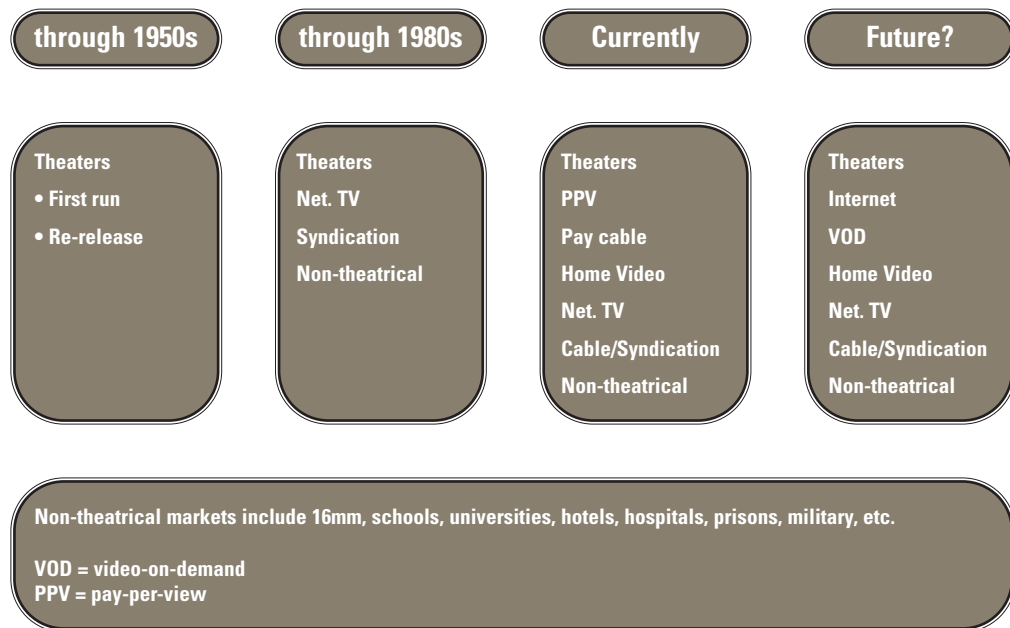 through 1950s
through 1980s
Currently
Future?
Theaters
• First run
• Re-release
Theaters
Net. TV
Syndication
Non-theatrical
Theaters
PPV
Pay cable
Home Video
Net. TV
Cable/Syndication
Non-theatrical
Theaters
Internet
VOD
Home Video
Net. TV
Cable/Syndication
Non-theatrical
Non-theatrical markets include 16mm, schools, universities, hotels, hospitals, prisons, military, etc.
VOD = video-on-demand
PPV = pay-per-view